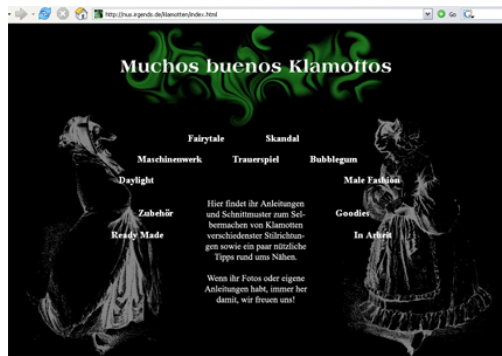 http://nus.irgends.de/klamotten/index.html
Go
Muchos buenos Klamottos
Fairytale Skandal
Maschinenwerk Trauerspiel Bubblegum
Daylight Male Fashion
Hier findet ihr Anleitungen
und Schnittmuster zum Sel-
bermachen von Klamotten
verschiedenster Stilrichtun-
gen sowie ein paar nützliche
Tipps rund ums Nähen.
Zubehör Goodies
Ready Made In Arbeit
Wenn ihr Fotos oder eigene
Anleitungen habt, immer her
damit, wir freuen uns!